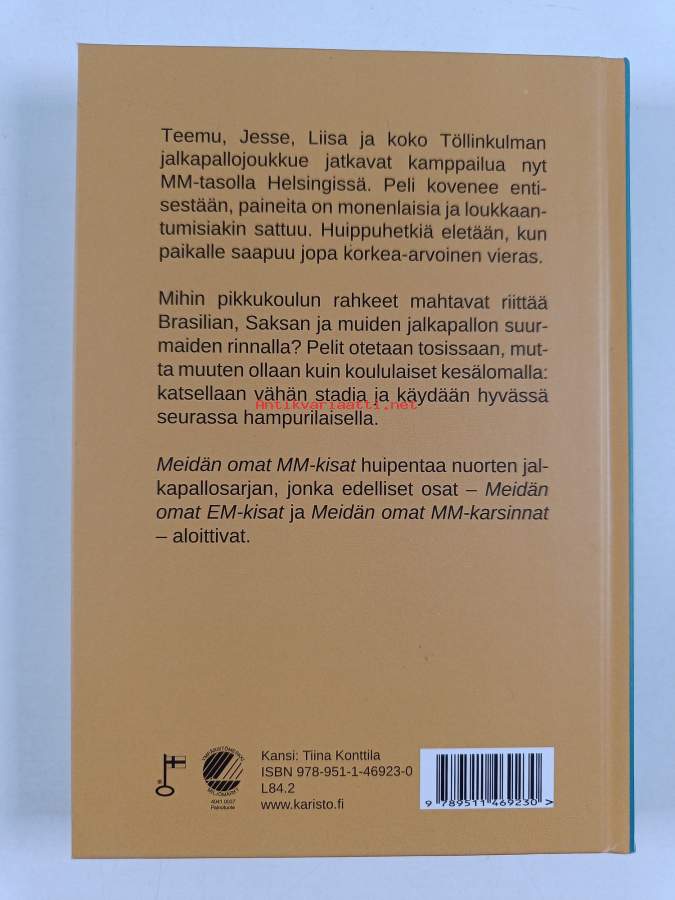 Teemu, Jesse, Liisa ja koko Töllinkulman
jalkapallojoukkue jatkavat kamppailua nyt
MM-tasolla Helsingissä. Peli kovenee enti-
sestään, paineita on monenlaisia ja loukkaan-
tumisiakin sattuu. Huippuhetkiä eletään, kun
paikalle saapuu jopa korkea-arvoinen vieras.
Mihin pikkukoulun rahkeet mahtavat riittää
Brasilian, Saksan ja muiden jalkapallon suur-
maiden rinnalla? Pelit otetaan tosissaan, mut-
ta muuten ollaan kuin koululaiset kesälomalla:
katsellaan vähän stadia ja käydään hyvässä
Antikvariaatti.net
seurassa hampurilaisella.
Meidän omat MM-kisat huipentaa nuorten jal-
kapallosarjan, jonka edelliset osat – Meidän
omat EM-kisat ja Meidän omat MM-karsinnat
– aloittivat.
YMPÄRISTÖMERKKI
MILJÖMÄRKT
4041 0007
Painotuote
Kansi: Tiina Konttila
ISBN 978-951-1-46923-0
L84.2
www.karisto.fi
9 789511 469230 >